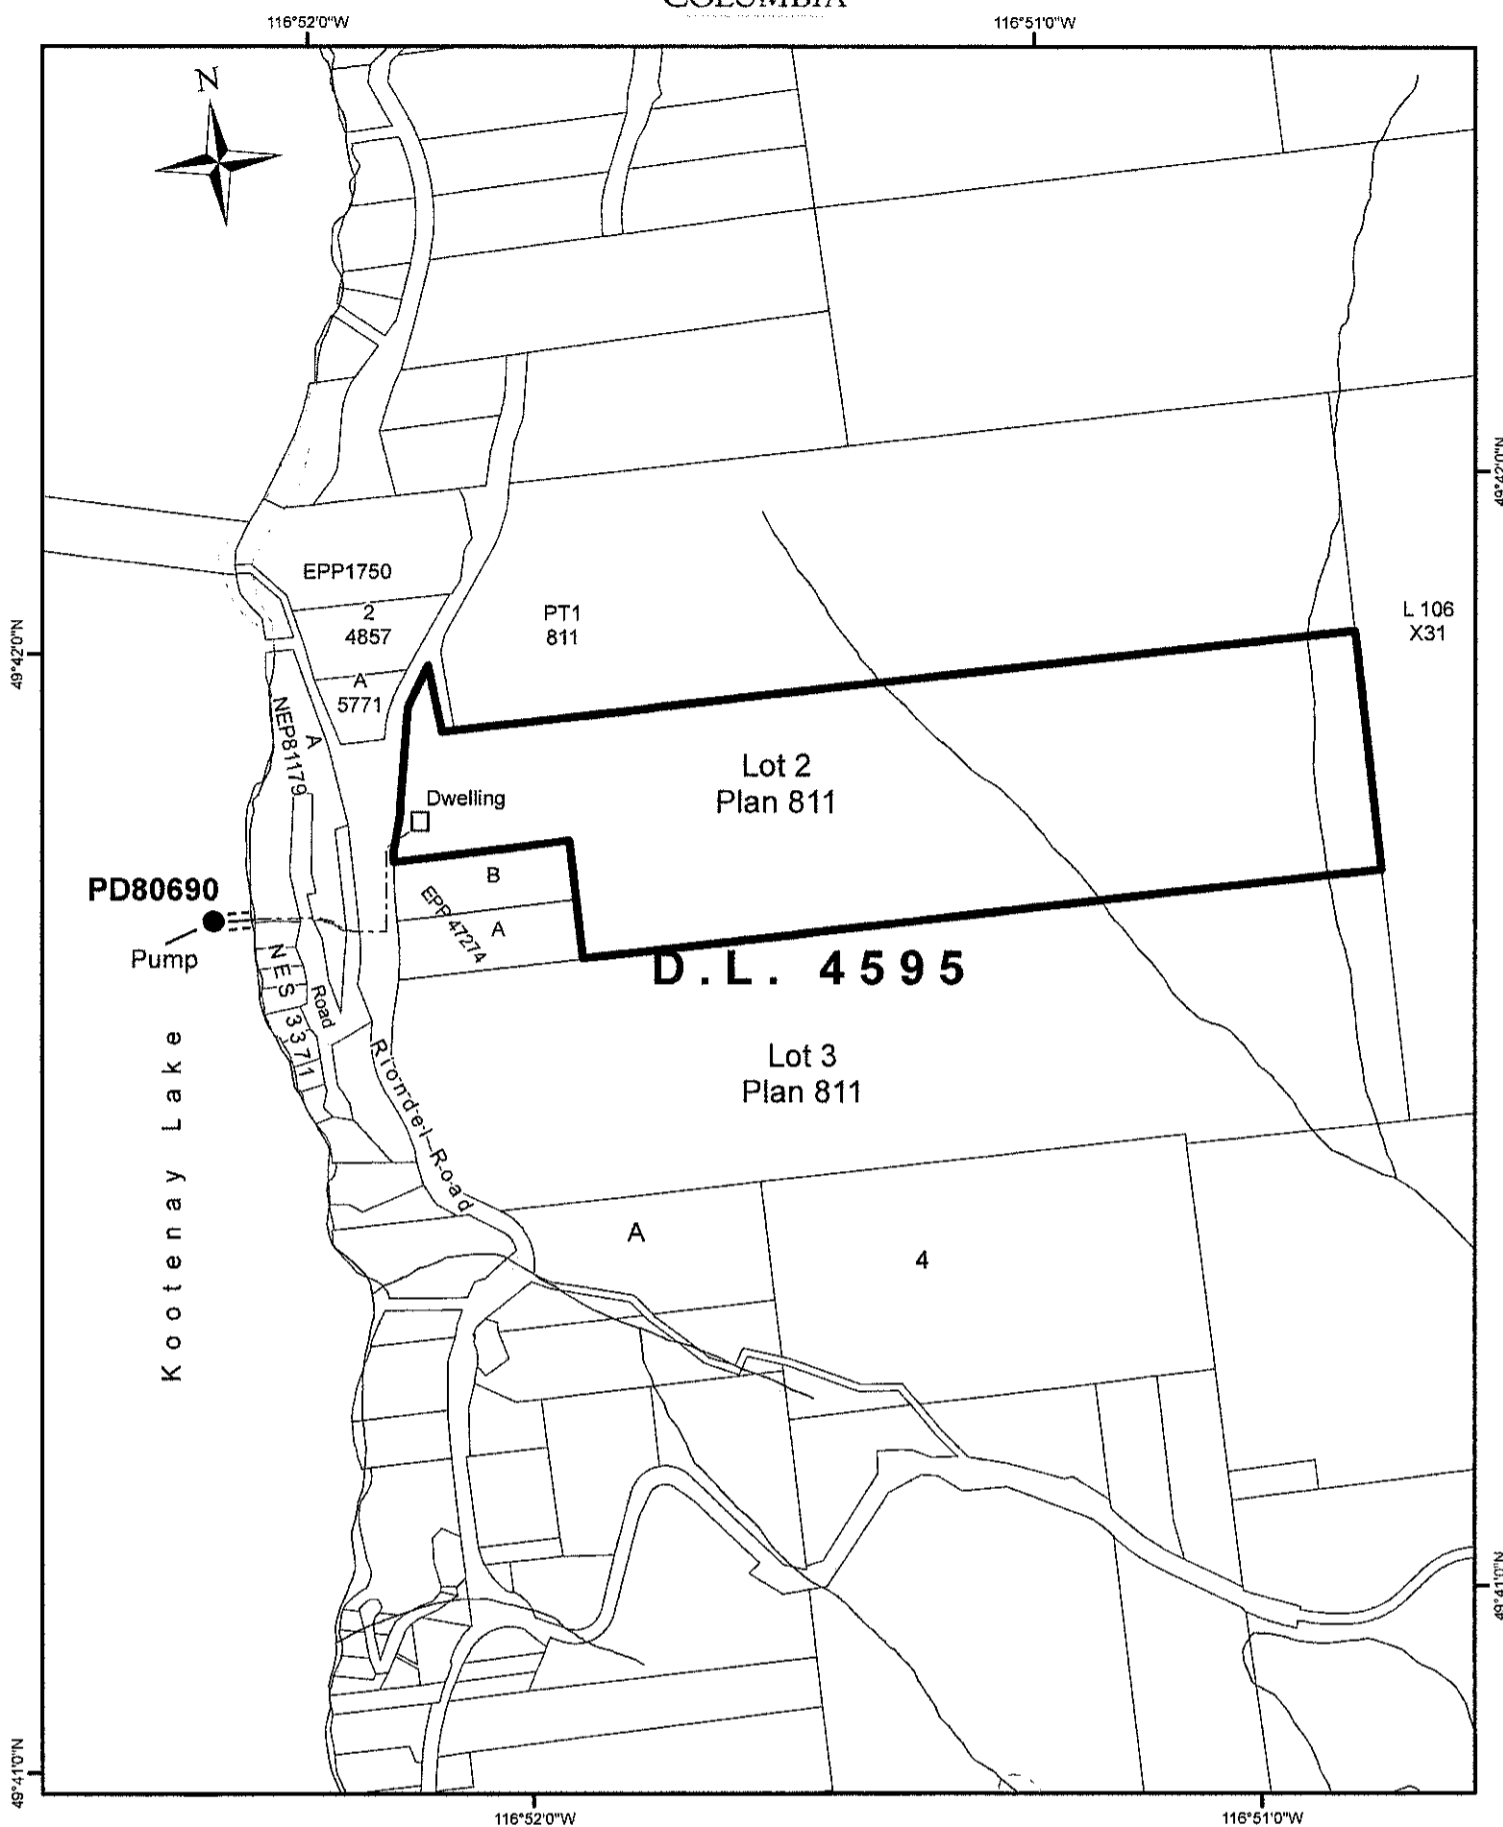 COLUMBIA
116°52'0"W
116°51'0"W
N
49°42'0"N
EPP1750
2
4857
PT1
811
L 106
X31
49°42'0"N
A
5771
A
NEP81179
Lot 2
Plan 811
Dwelling
B
PD80690
EPP47274
A
Pump
D.L. 4595
NES 3371
Road
Riondel Road
Lot 3
Plan 811
Kootenay Lake
A
4
49°41'0"N
49°41'0"N
116°52'0"W
116°51'0"W